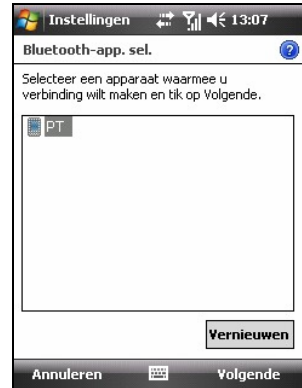 Instellingen 13:07
Bluetooth-app. sel.
Selecteer een apparaat waarmee u
verbinding wilt maken en tik op Volgende.
PT
Vernieuwen
Annuleren Volgende